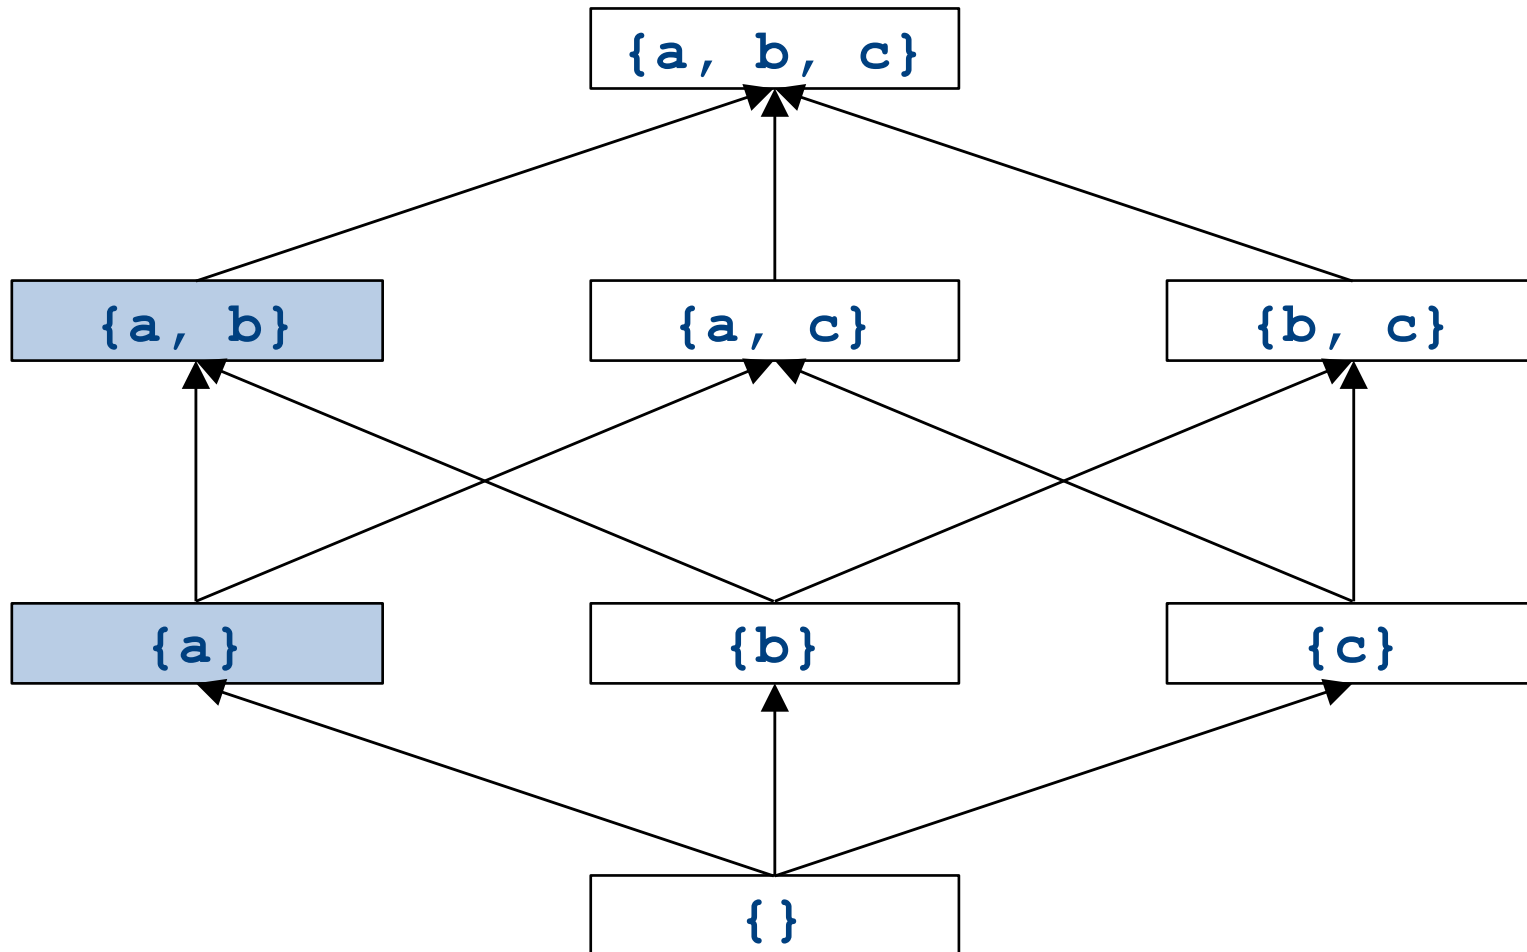 {a, b, c}
{a, b}
{a, c}
{b, c}
{a}
{b}
{c}
{}